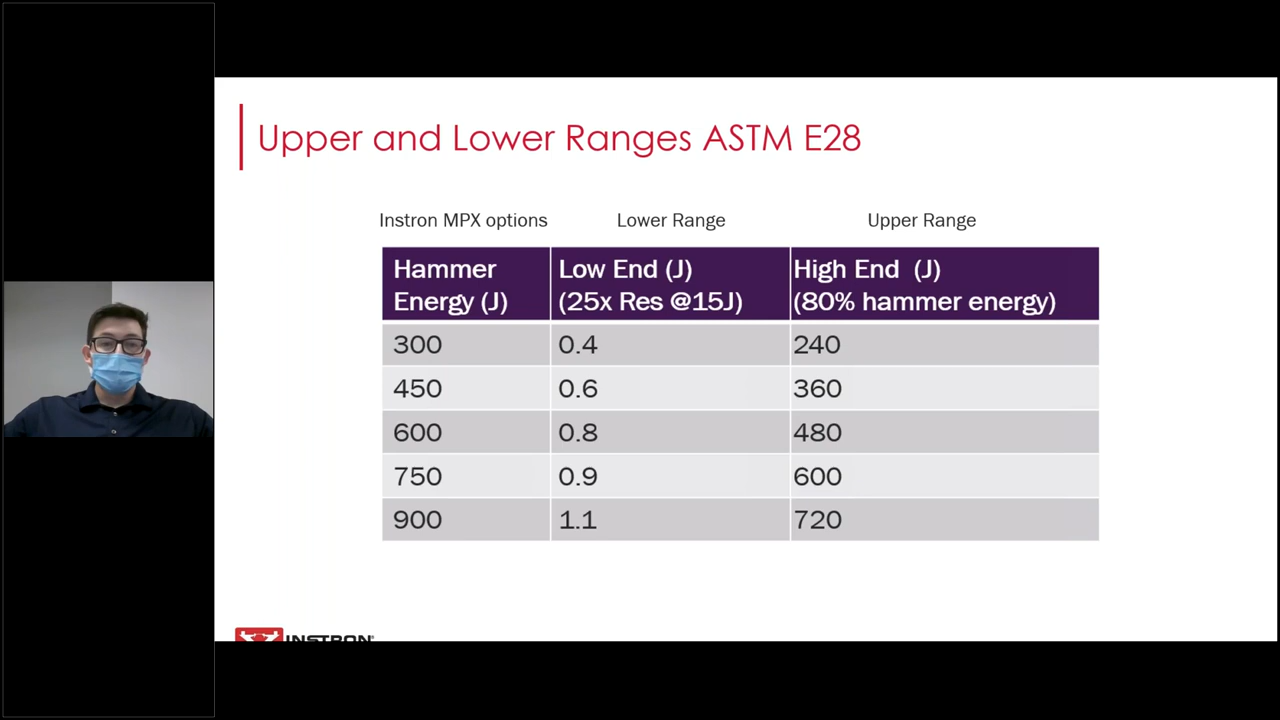 Upper and Lower Ranges ASTM E28
Instron MPX options Lower Range Upper Range
Hammer Energy (J) Low End (J) (25x Res @15J) High End (J) (80% hammer energy)
300 0.4 240
450 0.6 360
600 0.8 480
750 0.9 600
900 1.1 720
INSTRON